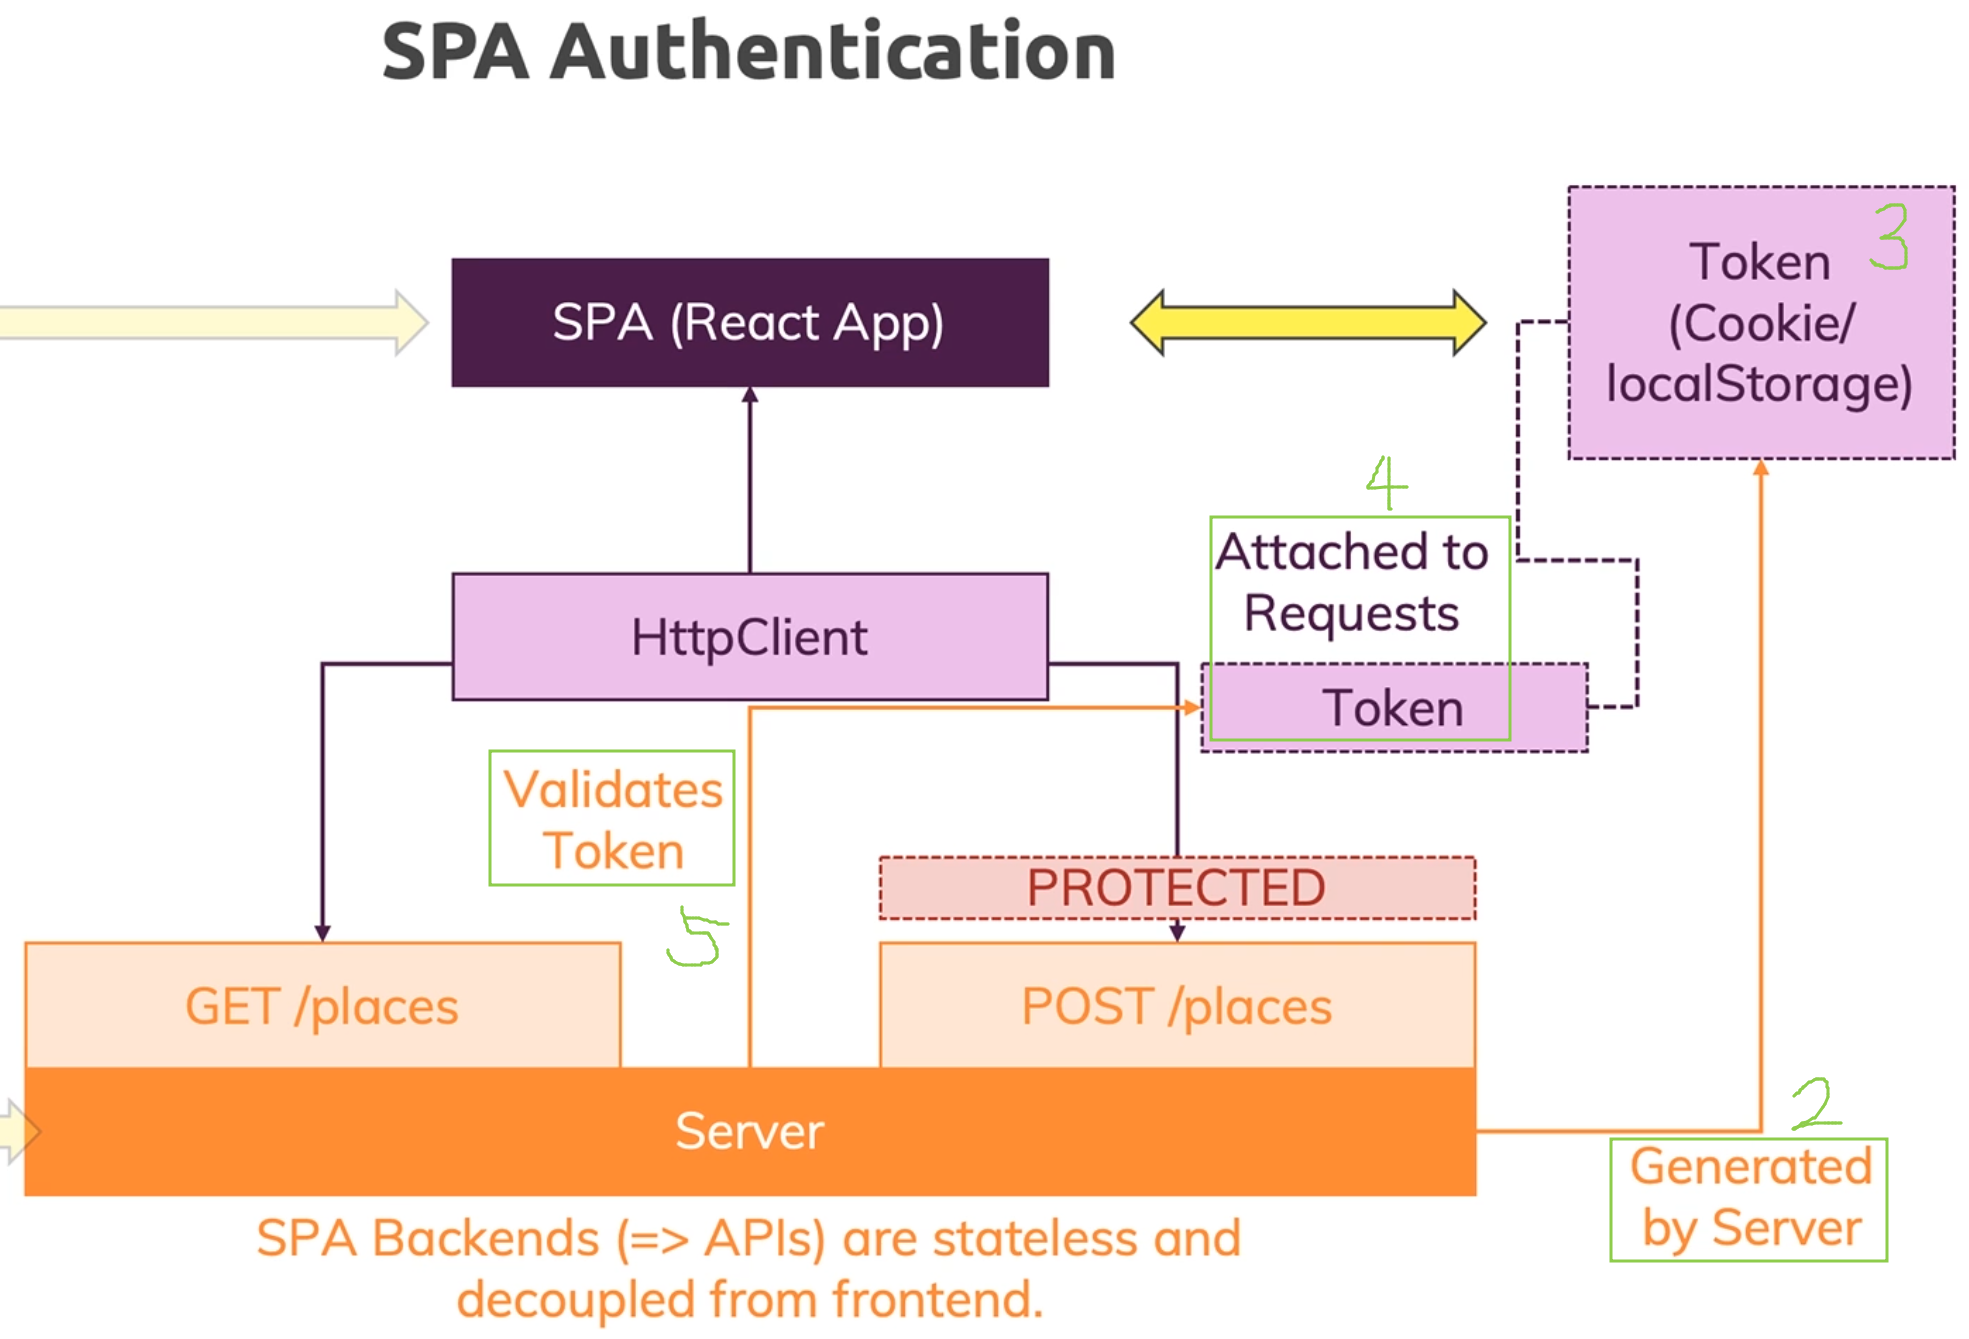 SPA Authentication
3
Token
(Cookie/
localStorage)
SPA (React App)
4
Attached to
Requests
HttpClient
Token
Validates
Token
5
PROTECTED
GET /places
POST /places
Server
2
Generated
by Server
SPA Backends (=> APIs) are stateless and
decoupled from frontend.